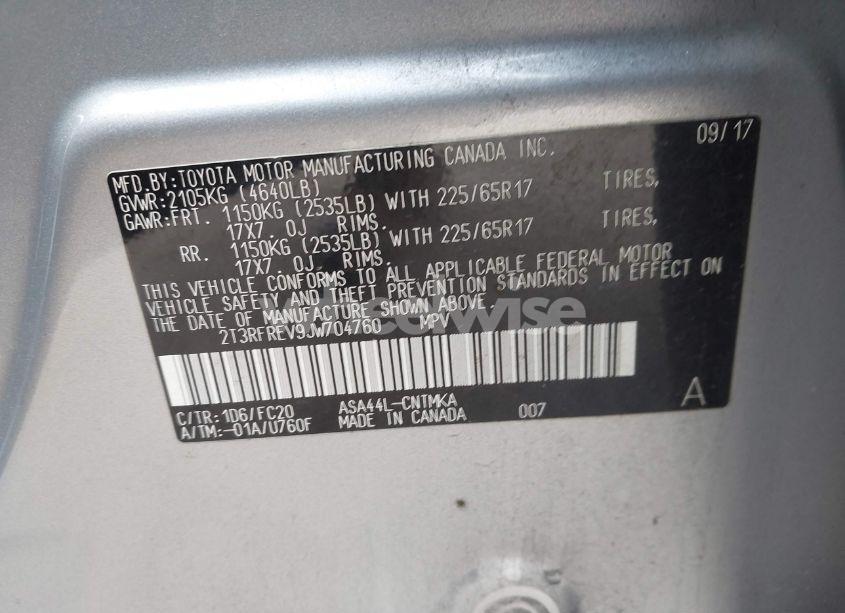 09/17
MFD.BY:TOYOTA MOTOR MANUFACTURING CANADA INC.
GVWR:2105KG (4640LB)
GAWR:FRT. 1150KG (2535LB) WITH 225/65R17 TIRES,
17X7.0J RIMS.
RR. 1150KG (2535LB) WITH 225/65R17 TIRES,
17X7.0J RIMS.
THIS VEHICLE CONFORMS TO ALL APPLICABLE FEDERAL MOTOR
VEHICLE SAFETY AND THEFT PREVENTION STANDARDS IN EFFECT ON
THE DATE OF MANUFACTURE SHOWN ABOVE.
2T3RFREV9JW704760 MPV
C/TR:1D6/FC20 ASA44L-CNTMKA
A/TM:-01A/U760F MADE IN CANADA 007 A